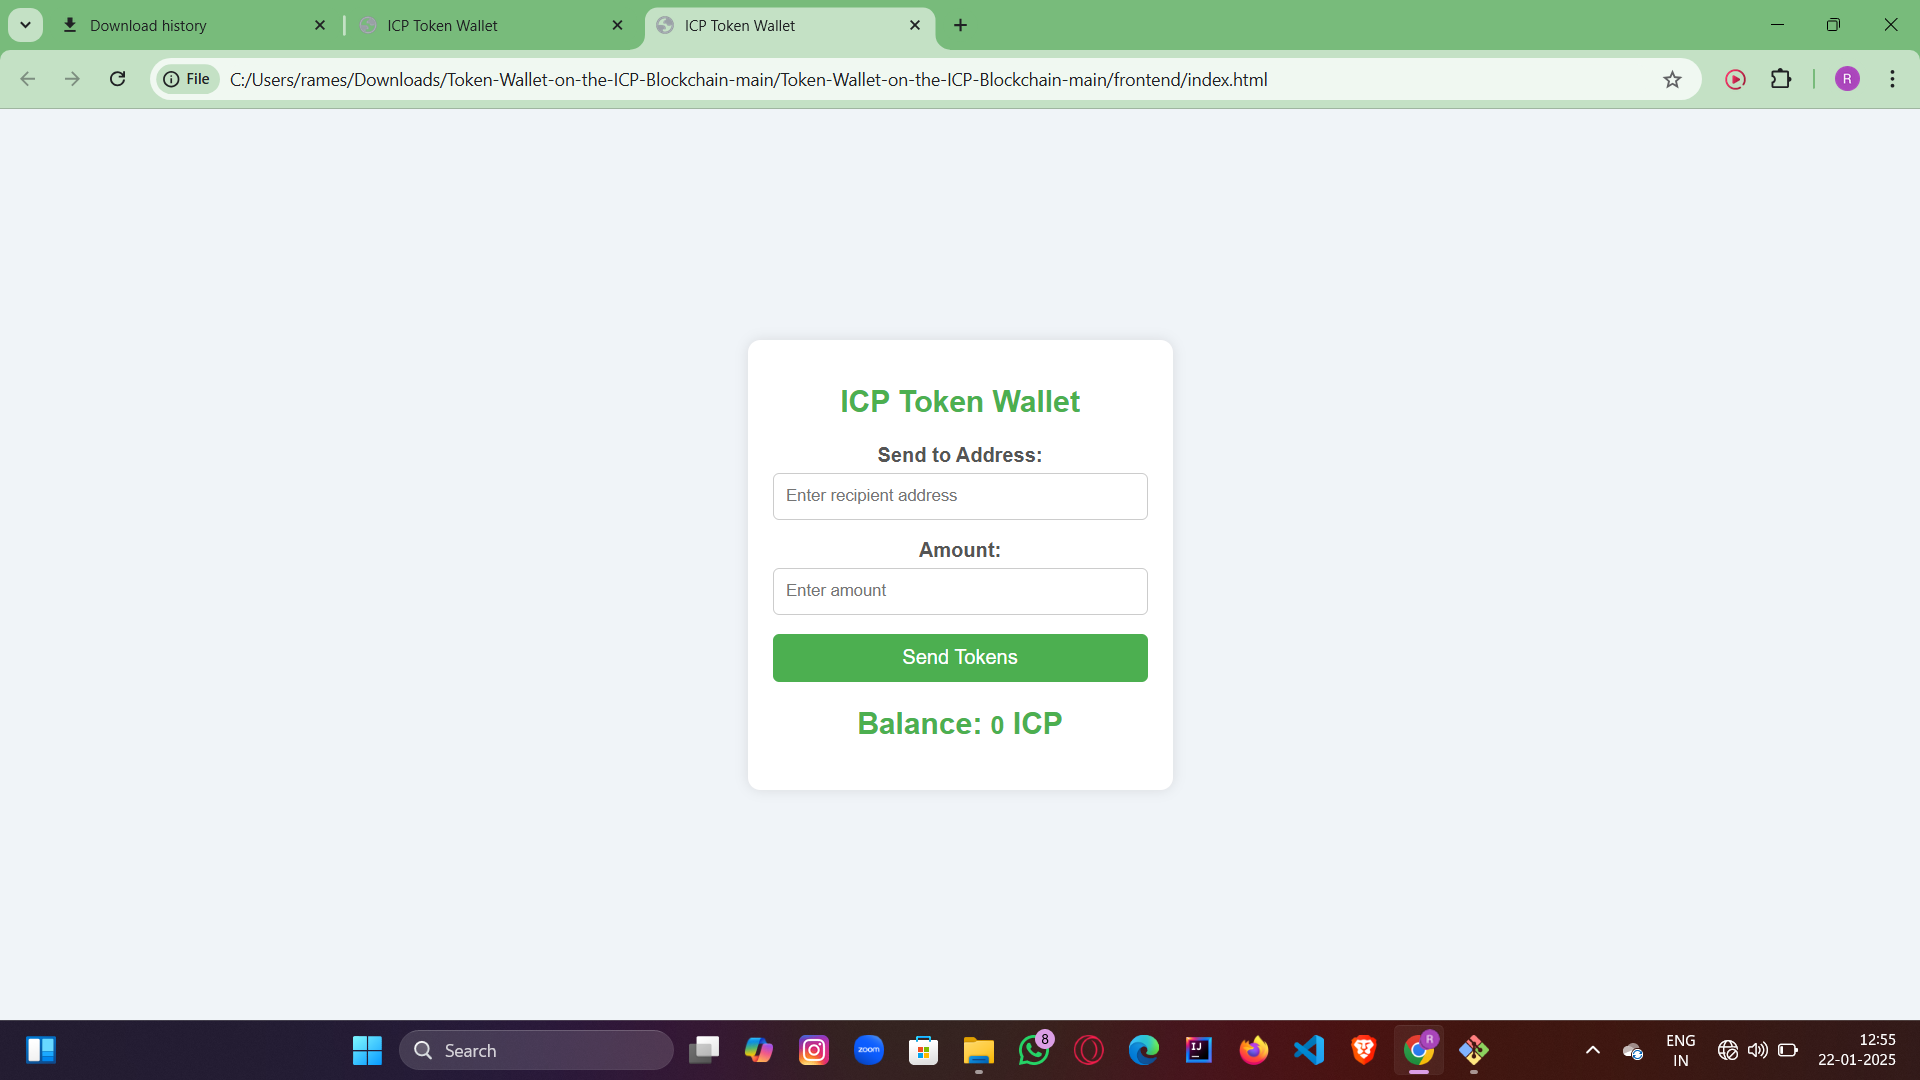 Download history
ICP Token Wallet
ICP Token Wallet
File
C:/Users/rames/Downloads/Token-Wallet-on-the-ICP-Blockchain-main/Token-Wallet-on-the-ICP-Blockchain-main/frontend/index.html
R
ICP Token Wallet
Send to Address:
Enter recipient address
Amount:
Enter amount
Send Tokens
Balance: 0 ICP
Search
zoom
8
IJ
R
ENG
IN
12:55
22-01-2025